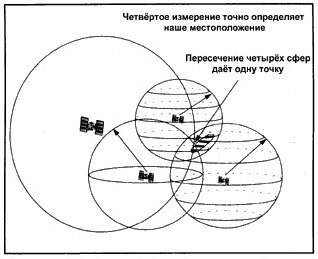 Четвёртое измерение точно определяет
наше местоположение
Пересечение четырёх сфер
даёт одну точку